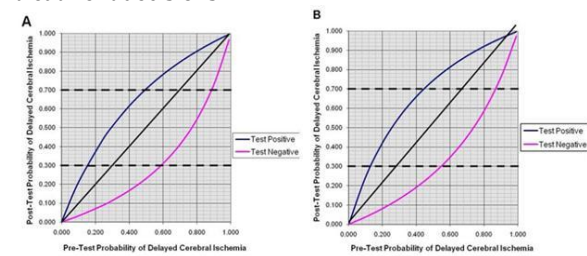 A
Post-Test Probability of Delayed Cerebral Ischemia
1.000
0.900
0.800
0.700
0.600
0.500
0.400
0.300
0.200
0.100
0.000
0.000 0.200 0.400 0.600 0.800 1.000
Pre-Test Probability of Delayed Cerebral Ischemia
Test Positive
Test Negative
B
Post-Test Probability of Delayed Cerebral Ischemia
1.000
0.900
0.800
0.700
0.600
0.500
0.400
0.300
0.200
0.100
0.000
0.000 0.200 0.400 0.600 0.800 1.000
Pre-Test Probability of Delayed Cerebral Ischemia
Test Positive
Test Negative